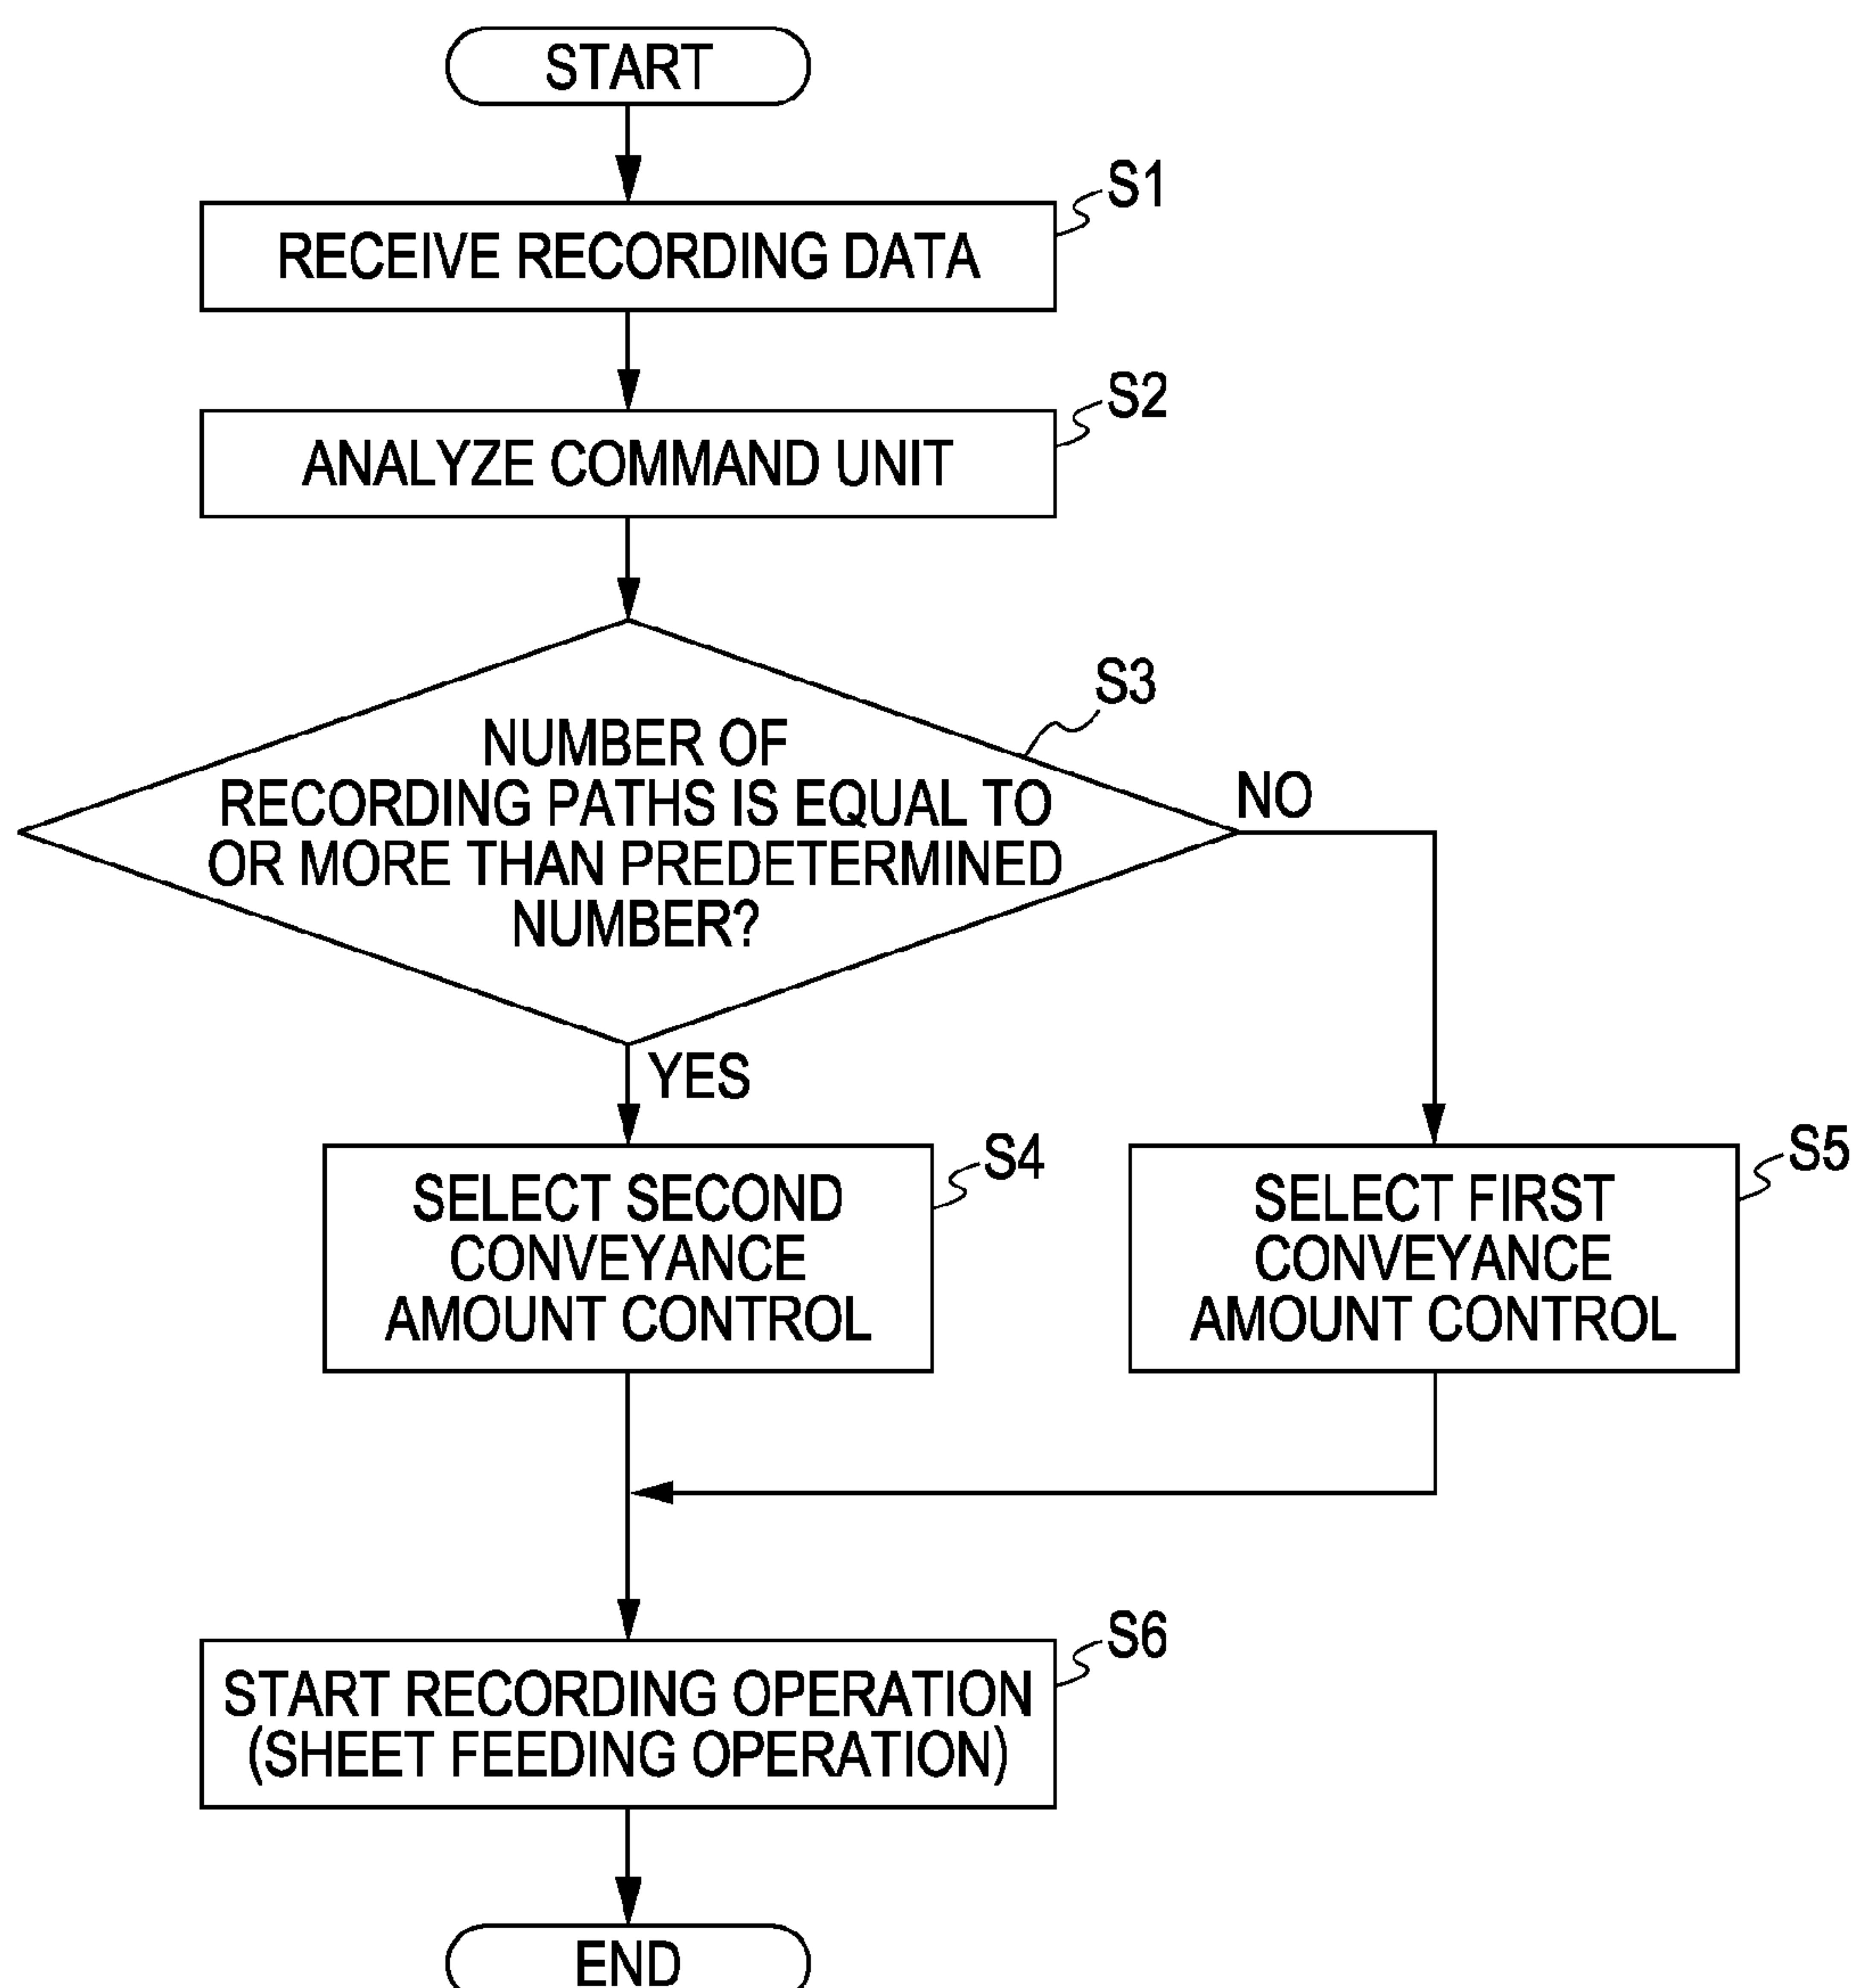 START
S1
RECEIVE RECORDING DATA
S2
ANALYZE COMMAND UNIT
S3
NUMBER OF
RECORDING PATHS IS EQUAL TO
OR MORE THAN PREDETERMINED
NUMBER?
NO
YES
S4
SELECT SECOND
CONVEYANCE
AMOUNT CONTROL
S5
SELECT FIRST
CONVEYANCE
AMOUNT CONTROL
S6
START RECORDING OPERATION
(SHEET FEEDING OPERATION)
END